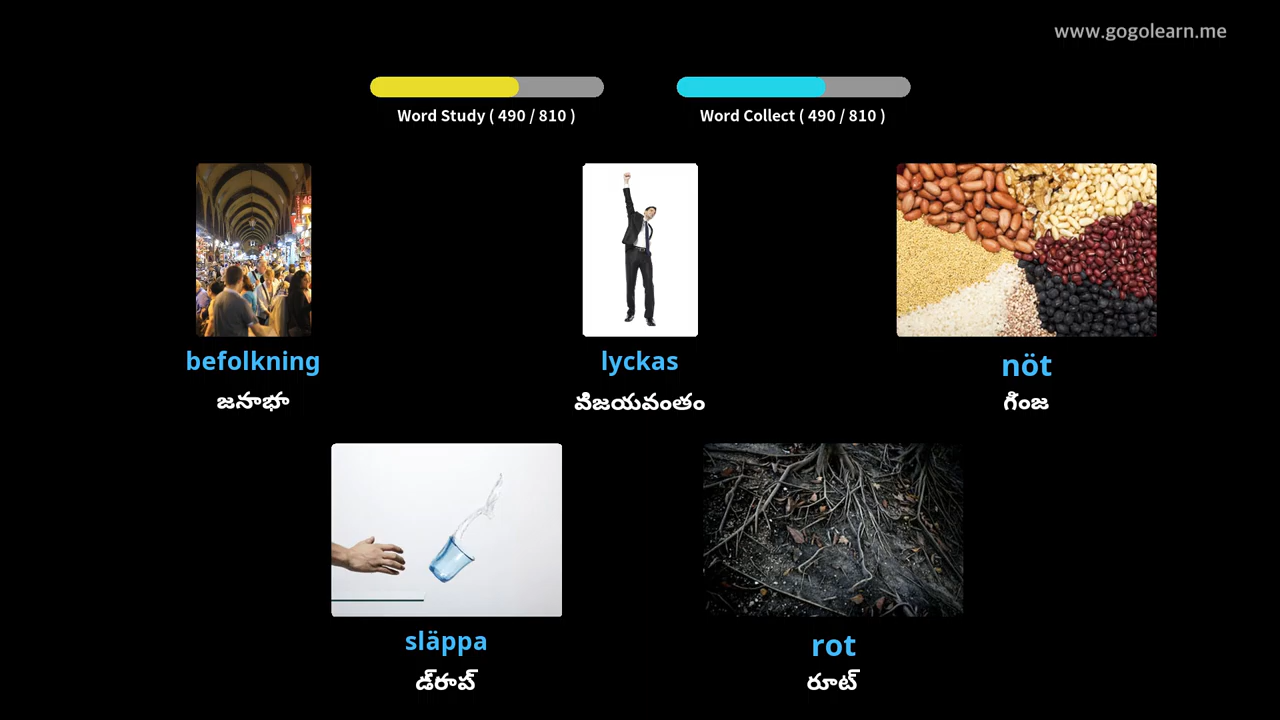 www.gogolearn.me
Word Study ( 490 / 810 )
Word Collect ( 490 / 810 )
befolkning
lyckas
nöt
జనాభా
విజయవంతం
గింజ
släppa
rot
డ్రాప్
రూట్